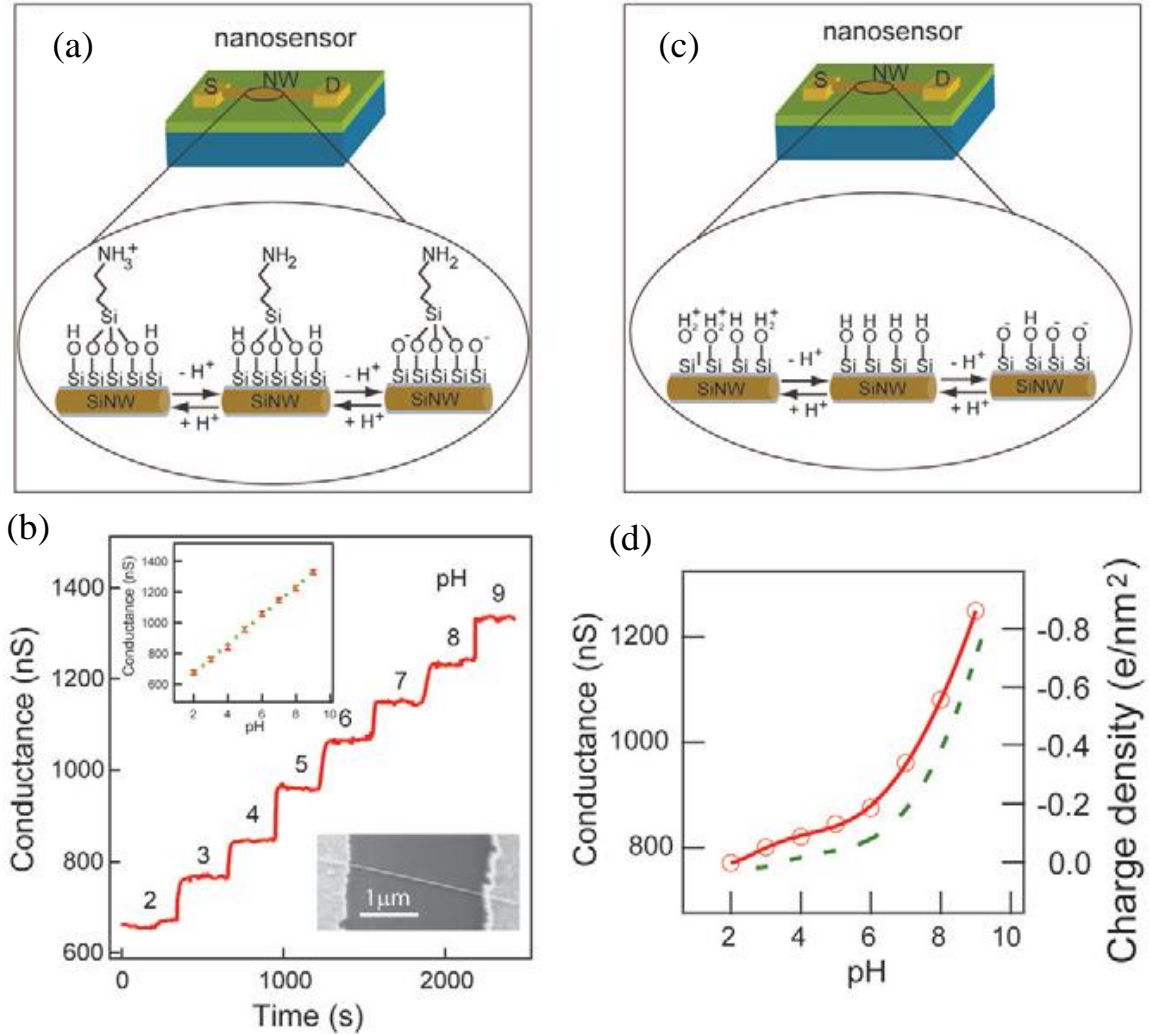 (a)
nanosensor
S NW D
NH₃⁺ NH₂ NH₂
Si Si Si
H H H H
O O O O O O O O O O O⁻ O O O O⁻
Si Si Si Si Si Si Si Si Si Si Si Si Si Si Si
- H⁺ - H⁺
SiNW SiNW SiNW
+ H⁺ + H⁺
(c)
nanosensor
S NW D
H₂⁺ H₂⁺ H H₂⁺ H H H H H
O O O O O O O O O⁻ O O⁻ O⁻
Si Si Si Si Si Si Si Si Si Si Si Si
- H⁺ - H⁺
SiNW SiNW SiNW
+ H⁺ + H⁺
(b)
Conductance (nS)
1400
1200
1000
800
600
Conductance (nS)
1400
1200
1000
800
600
2 4 6 8 10
pH
pH
2
3
4
5
6
7
8
9
1μm
0 1000 2000
Time (s)
(d)
Conductance (nS)
1200
1000
800
-0.8
-0.6
-0.4
-0.2
0.0
Charge density (e/nm²)
2 4 6 8 10
pH